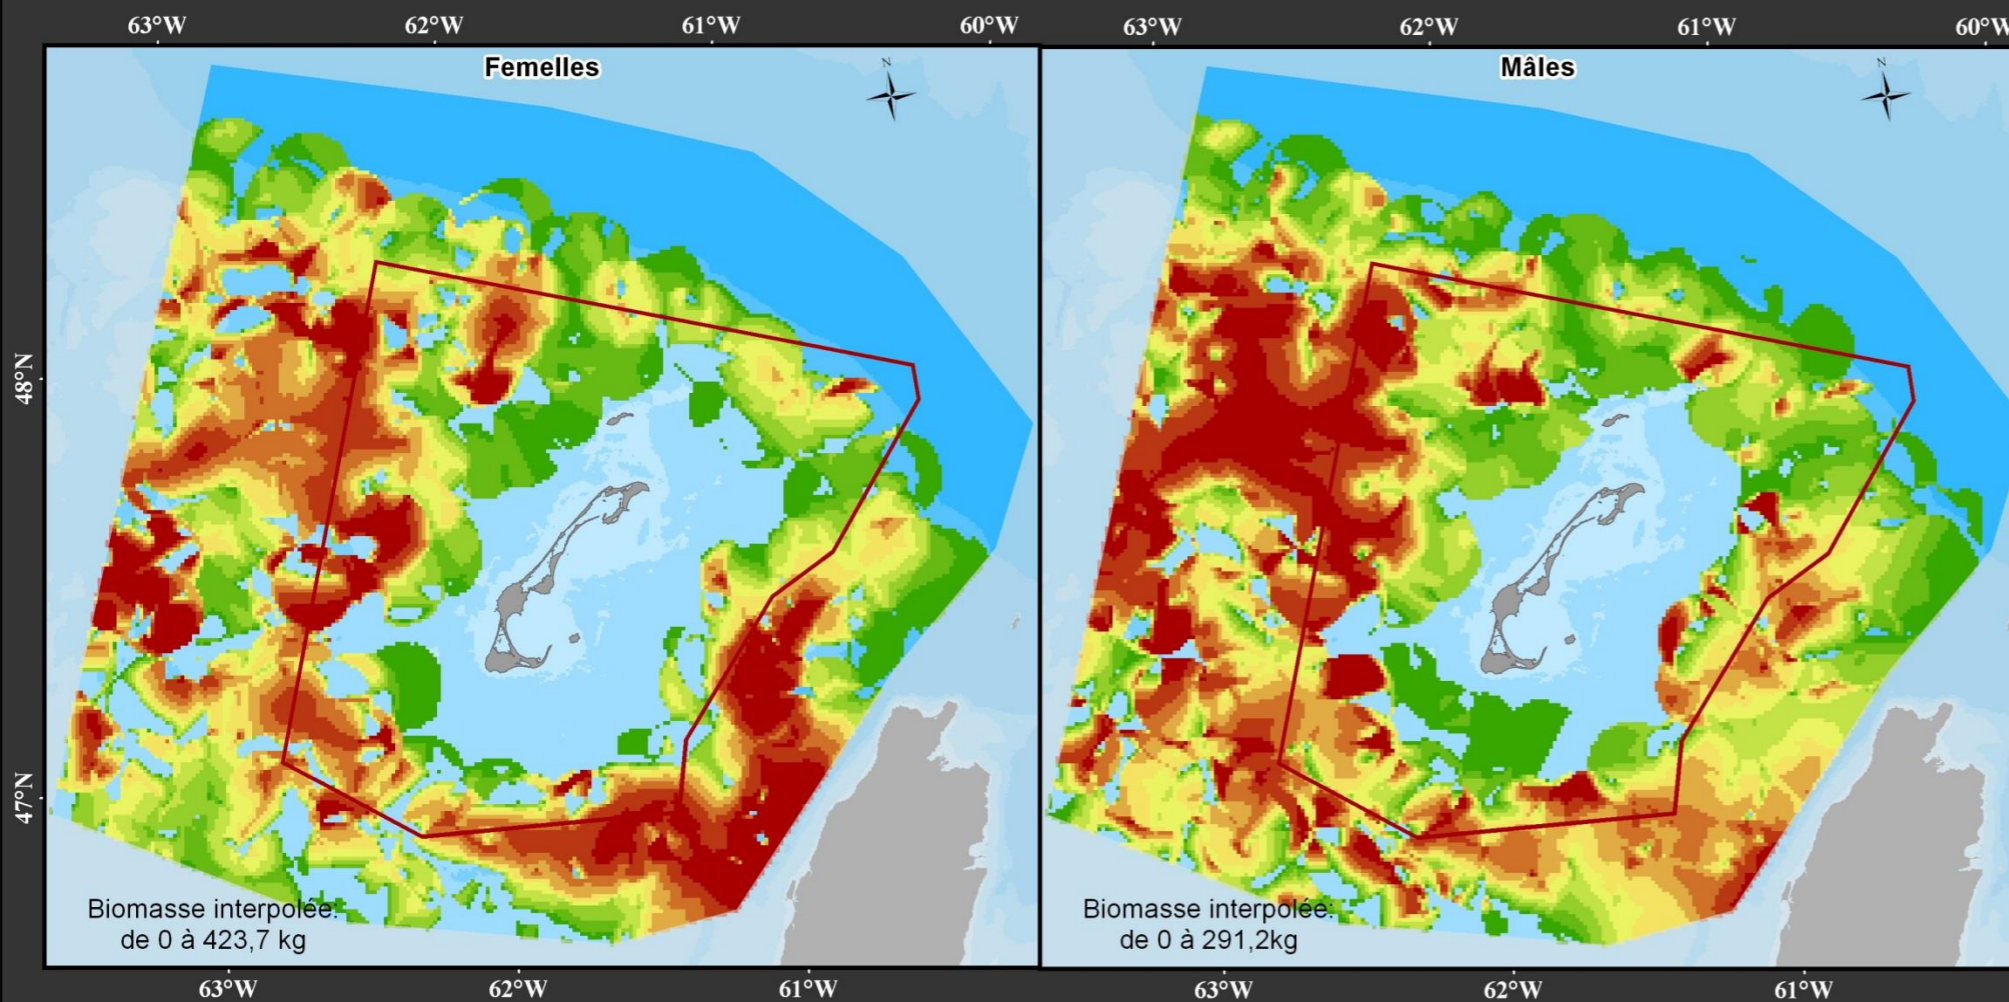 63°W 62°W 61°W 60°W 63°W 62°W 61°W 60°W
Femelles
N
Mâles
N
48°N
47°N
Biomasse interpolée:
de 0 à 423,7 kg
Biomasse interpolée:
de 0 à 291,2kg
63°W 62°W 61°W 63°W 62°W 61°W